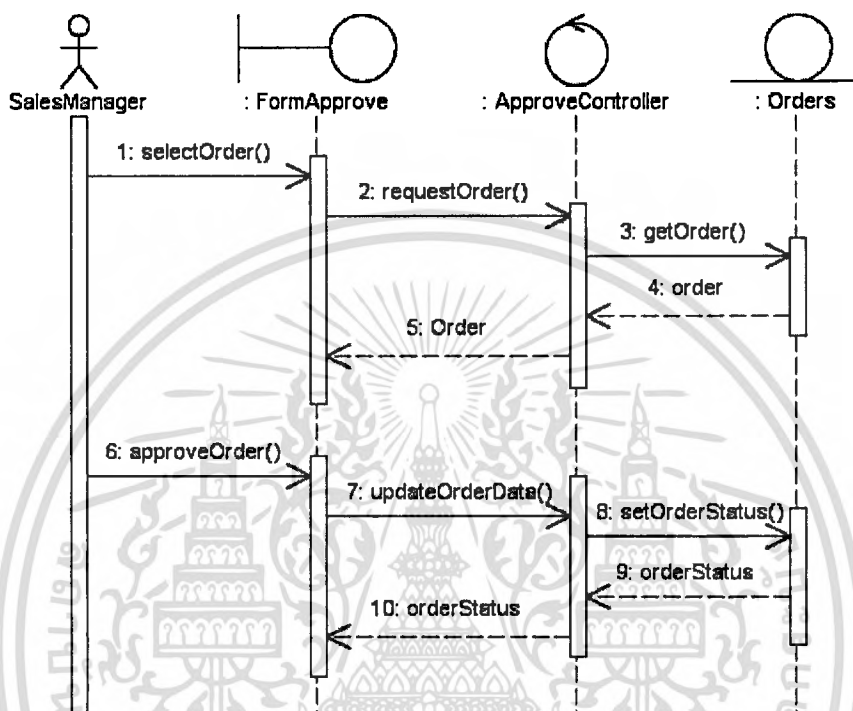 SalesManager
: FormApprove
: ApproveController
: Orders
1: selectOrder()
2: requestOrder()
3: getOrder()
4: order
5: Order
6: approveOrder()
7: updateOrderData()
8: setOrderStatus()
9: orderStatus
10: orderStatus